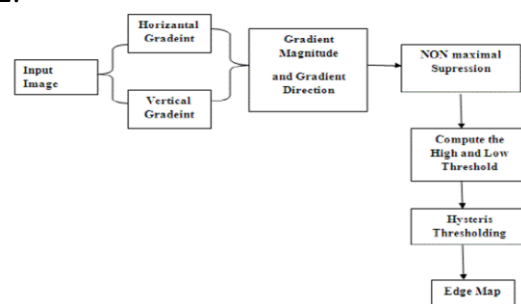 2.
Input
Image
Horizantal
Gradeint
Vertical
Gradeint
Gradient
Magnitude
and Gradient
Direction
NON maximal
Supression
Compute the
High and Low
Threshold
Hysteris
Thresholding
Edge Map